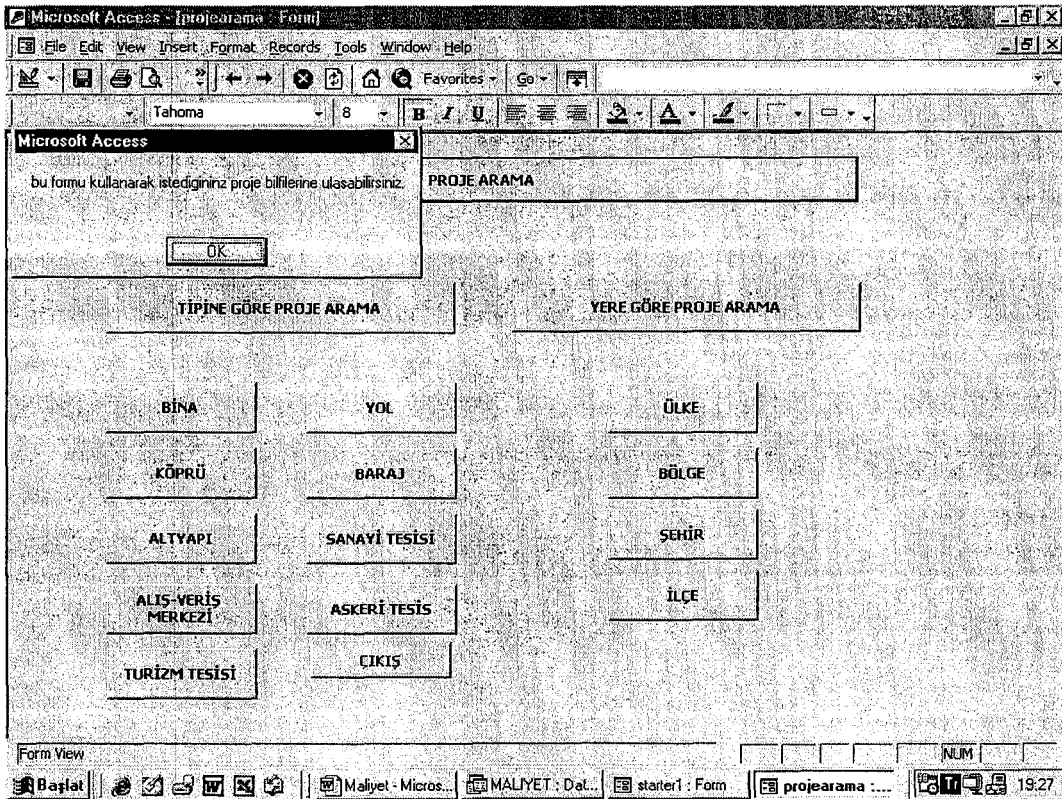 Microsoft Access - [projearama : Form]
File Edit View Insert Format Records Tools Window Help
Favorites Go
Tahoma 8 B I U A
Microsoft Access
bu formu kullanarak istedigininz proje bilfilerine ulasabilirsiniz.
OK
PROJE ARAMA
TİPİNE GÖRE PROJE ARAMA YERE GÖRE PROJE ARAMA
BİNA YOL ÜLKE
KÖPRÜ BARAJ BÖLGE
ALTYAPI SANAYİ TESİSİ ŞEHİR
ALIŞ-VERİŞ
MERKEZİ ASKERİ TESİS İLÇE
TURİZM TESİSİ ÇIKIŞ
Form View NUM
Başlat Maliyet - Micros... MALIYET : Dat... starter1 : Form projearama :... 19:27